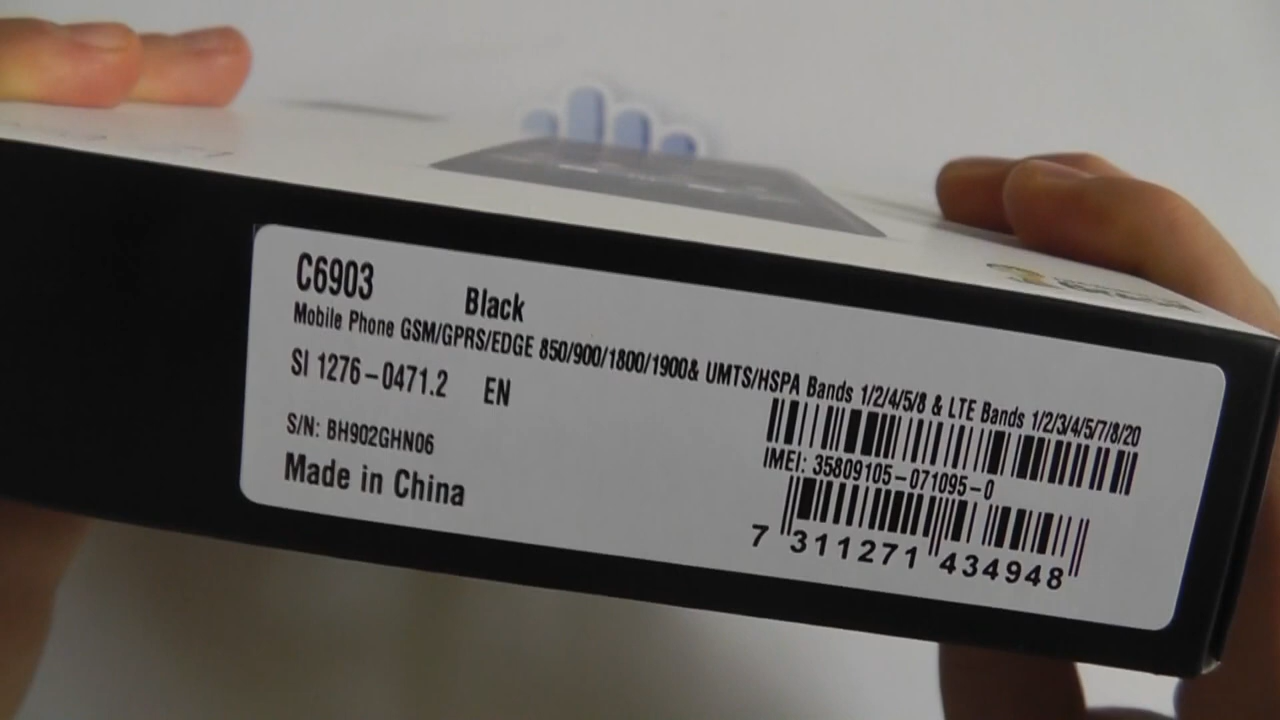 C6903 Black
Mobile Phone GSM/GPRS/EDGE 850/900/1800/1900& UMTS/HSPA Bands 1/2/4/5/8 & LTE Bands 1/2/3/4/5/7/8/20
SI 1276-0471.2 EN
S/N: BH902GHN06
Made in China
IMEI: 35809105-071095-0
7 311271 434948